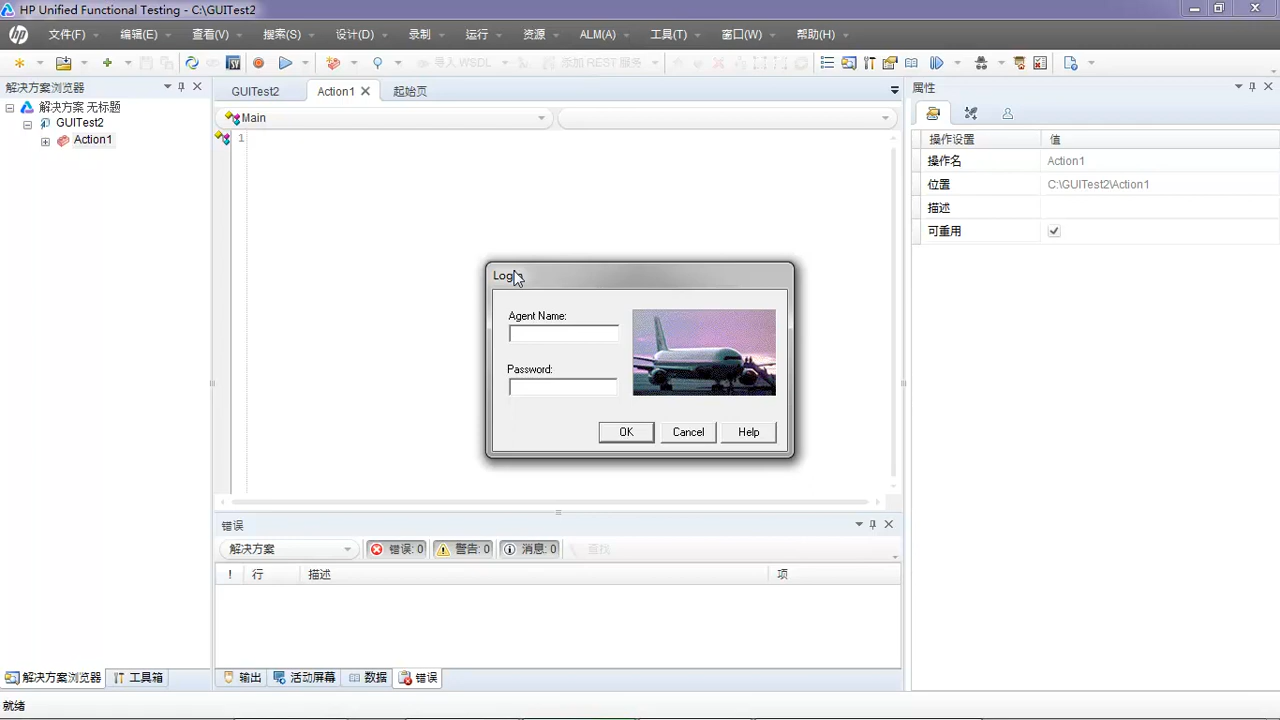 HP Unified Functional Testing - C:\GUITest2
hp 文件(F) 编辑(E) 查看(V) 搜索(S) 设计(D) 录制 运行 资源 ALM(A) 工具(T) 窗口(W) 帮助(H)
导入 WSDL 添加 REST 服务
解决方案浏览器
GUITest2 Action1 起始页
属性
解决方案 无标题
GUITest2
Action1
Main
1
操作设置 值
操作名 Action1
位置 C:\GUITest2\Action1
描述
可重用
Agent Name:
Password:
OK Cancel Help
错误
解决方案 错误: 0 警告: 0 消息: 0 查找
! 行 描述 项
解决方案浏览器 工具箱 输出 活动屏幕 数据 错误
就绪